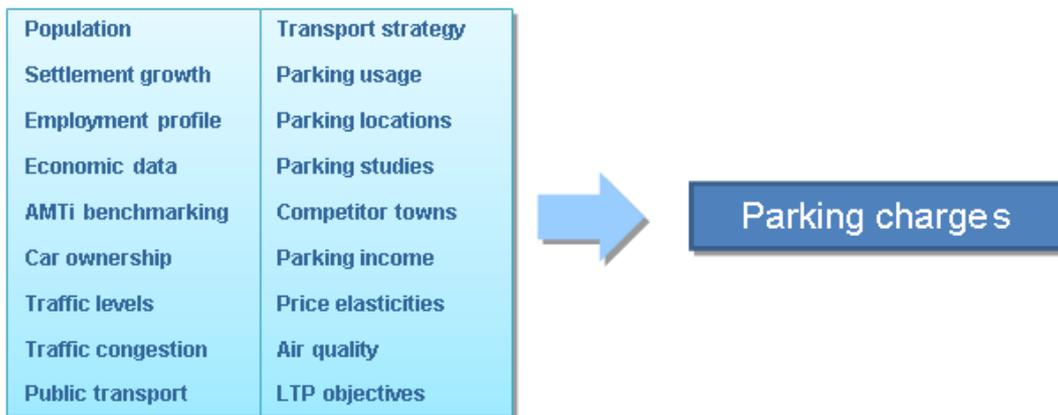 Population
Settlement growth
Employment profile
Economic data
AMTi benchmarking
Car ownership
Traffic levels
Traffic congestion
Public transport
Transport strategy
Parking usage
Parking locations
Parking studies
Competitor towns
Parking income
Price elasticities
Air quality
LTP objectives
Parking charges